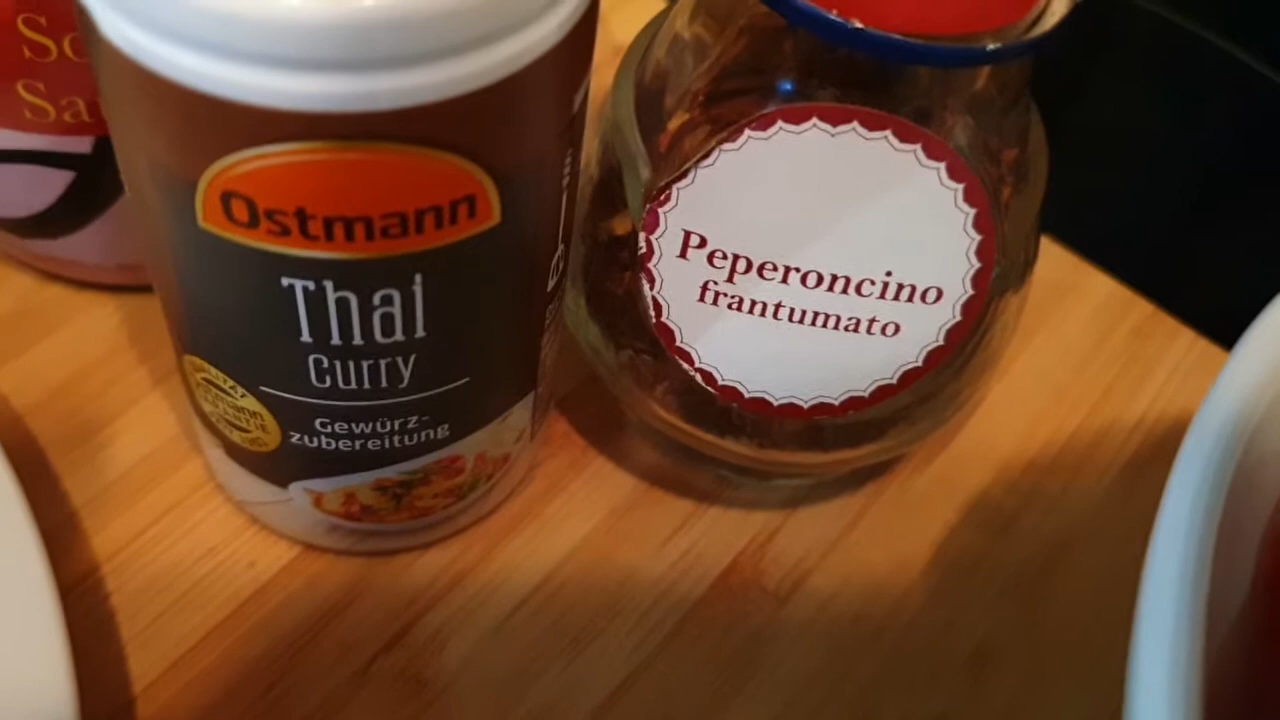 Ostmann
Thai
Curry
Gewürz-
zubereitung
Peperoncino
frantumato